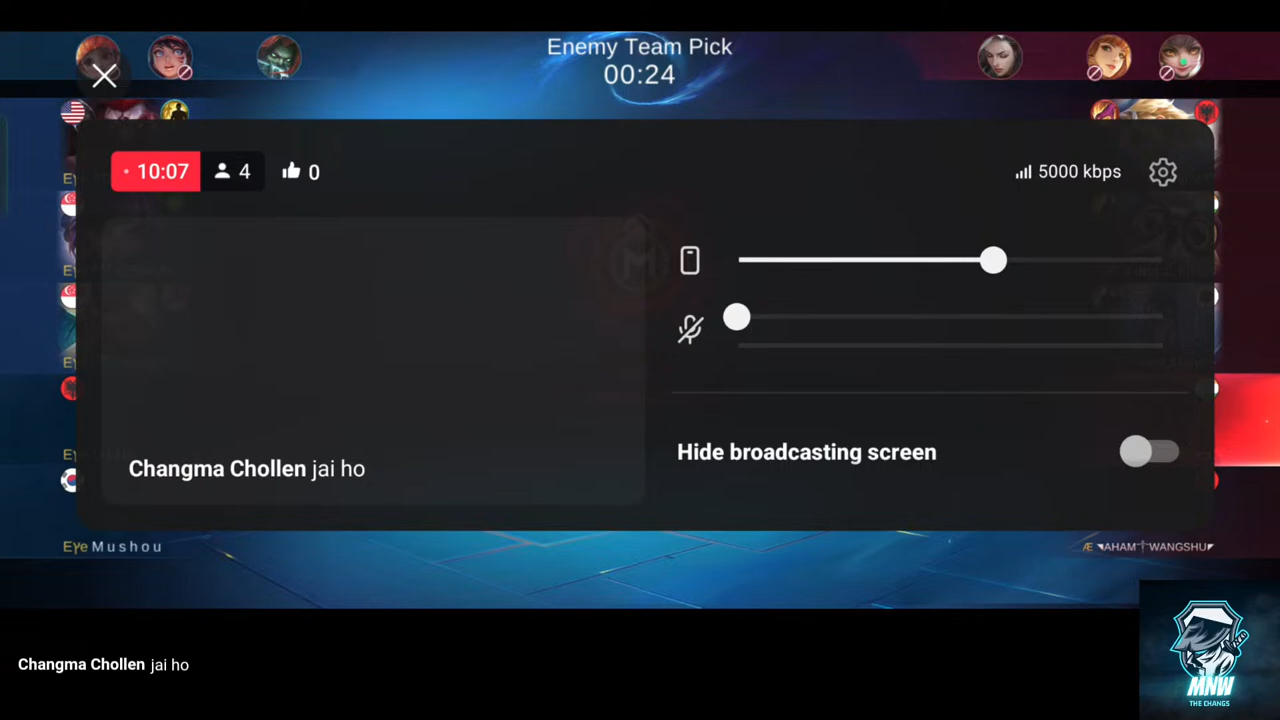 Enemy Team Pick
00:24
10:07
4
0
5000 kbps
Changma Chollen jai ho
Hide broadcasting screen
Mushou
WANGSHU
Changma Chollen jai ho
MNW
THE CHANGS